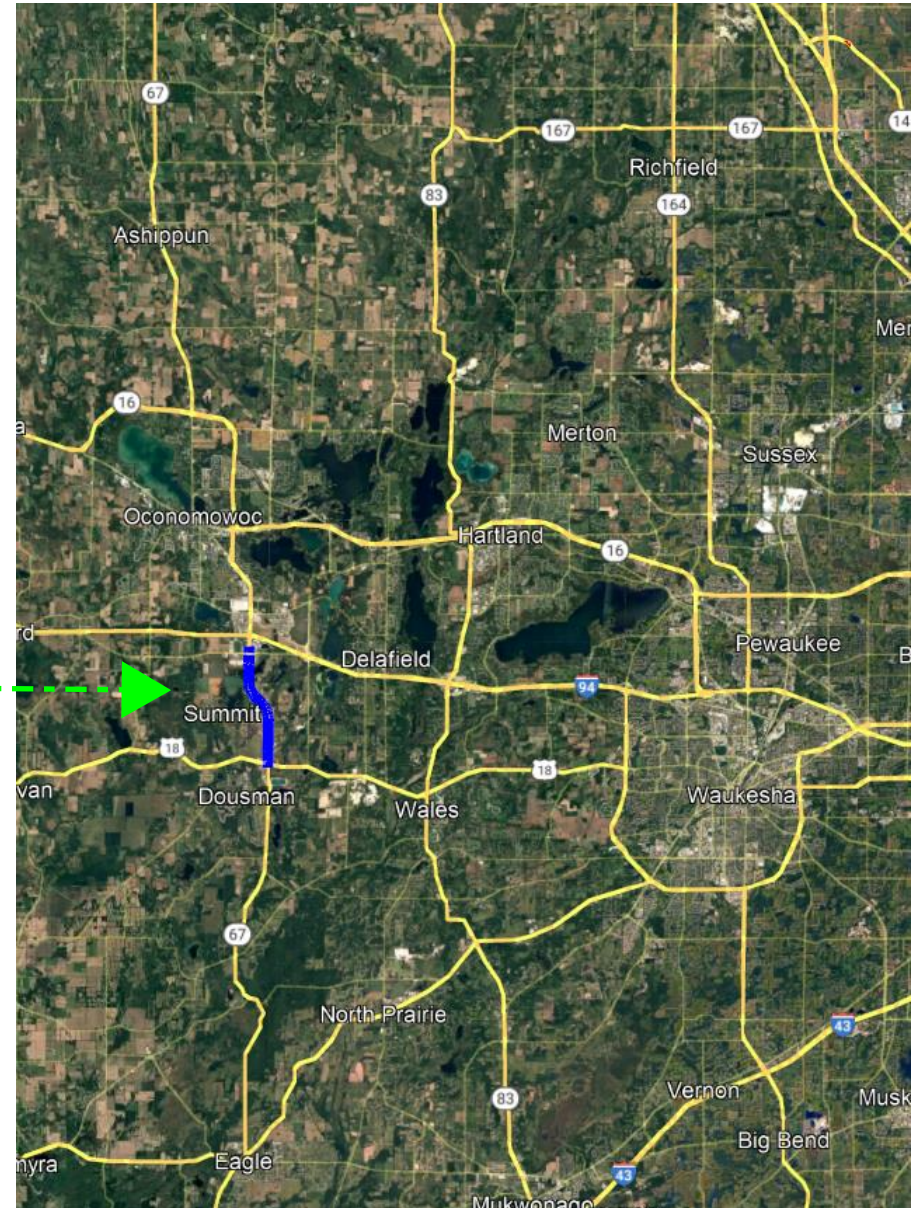 67
167
167
14
Richfield
83
164
Ashippun
Mer
16
a
Merton
Sussex
Oconomowoc
Hartland
16
rd
Pewaukee
B
Delafield
94
Summit
18
18
van
Dousman
Wales
Waukesha
67
North Prairie
43
83
Vernon
Musk
Big Bend
myra
Eagle
43
Mukwonago